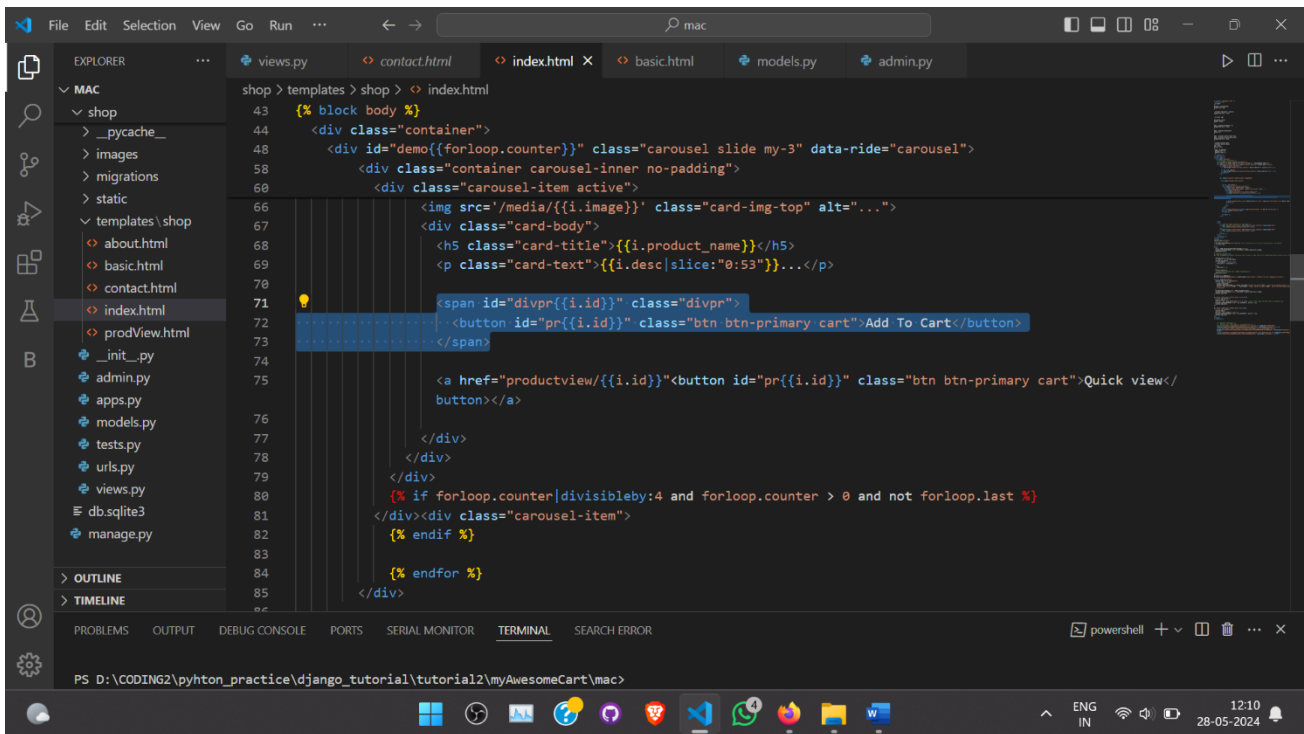 File Edit Selection View Go Run ··· mac
EXPLORER ···
views.py contact.html index.html basic.html models.py admin.py
MAC
shop > templates > shop > index.html
shop
__pycache__
images
migrations
static
templates\shop
about.html
basic.html
contact.html
index.html
prodView.html
__init__.py
admin.py
apps.py
models.py
tests.py
urls.py
views.py
db.sqlite3
manage.py
OUTLINE
TIMELINE
43 {% block body %}
44 <div class="container">
48 <div id="demo{{forloop.counter}}" class="carousel slide my-3" data-ride="carousel">
58 <div class="container carousel-inner no-padding">
60 <div class="carousel-item active">
66 <img src='/media/{{i.image}}' class="card-img-top" alt="...">
67 <div class="card-body">
68 <h5 class="card-title">{{i.product_name}}</h5>
69 <p class="card-text">{{i.desc|slice:"0:53"}}...</p>
70
71 <span id="divpr{{i.id}}" class="divpr">
72 <button id="pr{{i.id}}" class="btn btn-primary cart">Add To Cart</button>
73 </span>
74
75 <a href="productview/{{i.id}}"<button id="pr{{i.id}}" class="btn btn-primary cart">Quick view</
button></a>
76
77 </div>
78 </div>
79 </div>
80 {% if forloop.counter|divisibleby:4 and forloop.counter > 0 and not forloop.last %}
81 </div><div class="carousel-item">
82 {% endif %}
83
84 {% endfor %}
85 </div>
86
PROBLEMS OUTPUT DEBUG CONSOLE PORTS SERIAL MONITOR TERMINAL SEARCH ERROR powershell
PS D:\CODING2\pyhton_practice\django_tutorial\tutorial2\myAwesomeCart\mac>
4
ENG
IN
12:10
28-05-2024